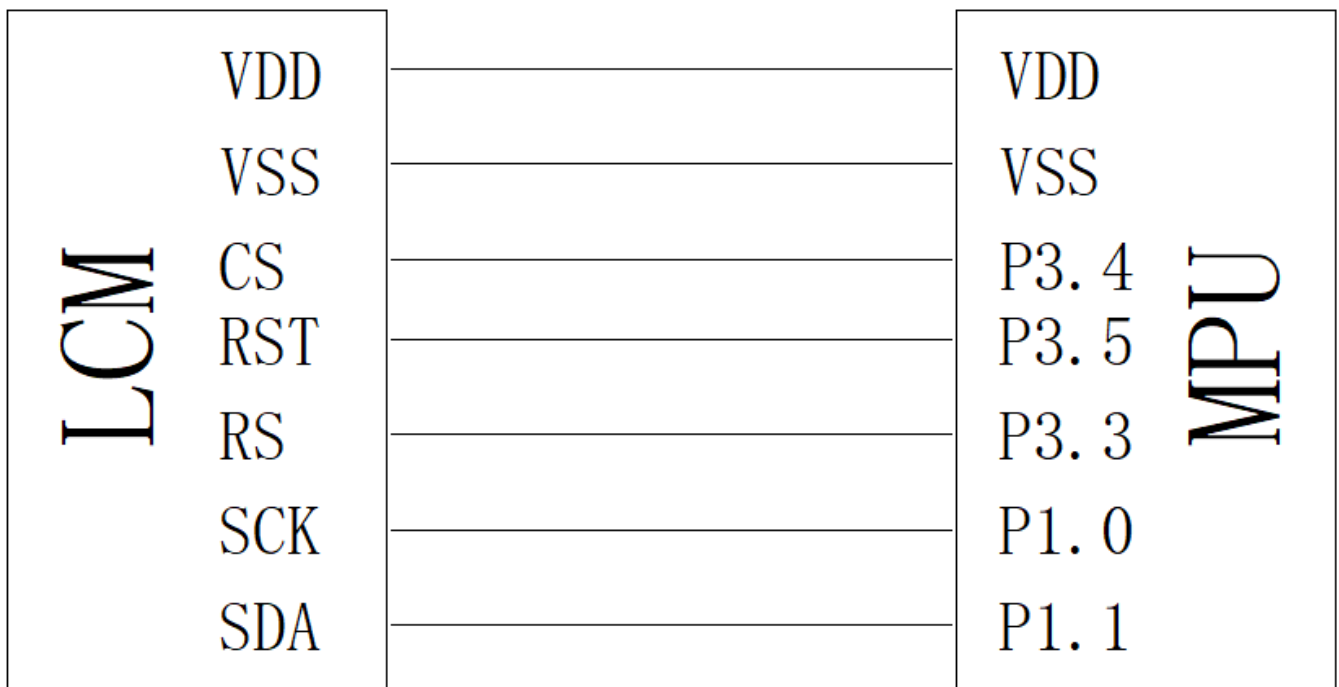 LCM
VDD VDD
VSS VSS
CS P3.4
RST P3.5
RS P3.3
SCK P1.0
SDA P1.1
MPU